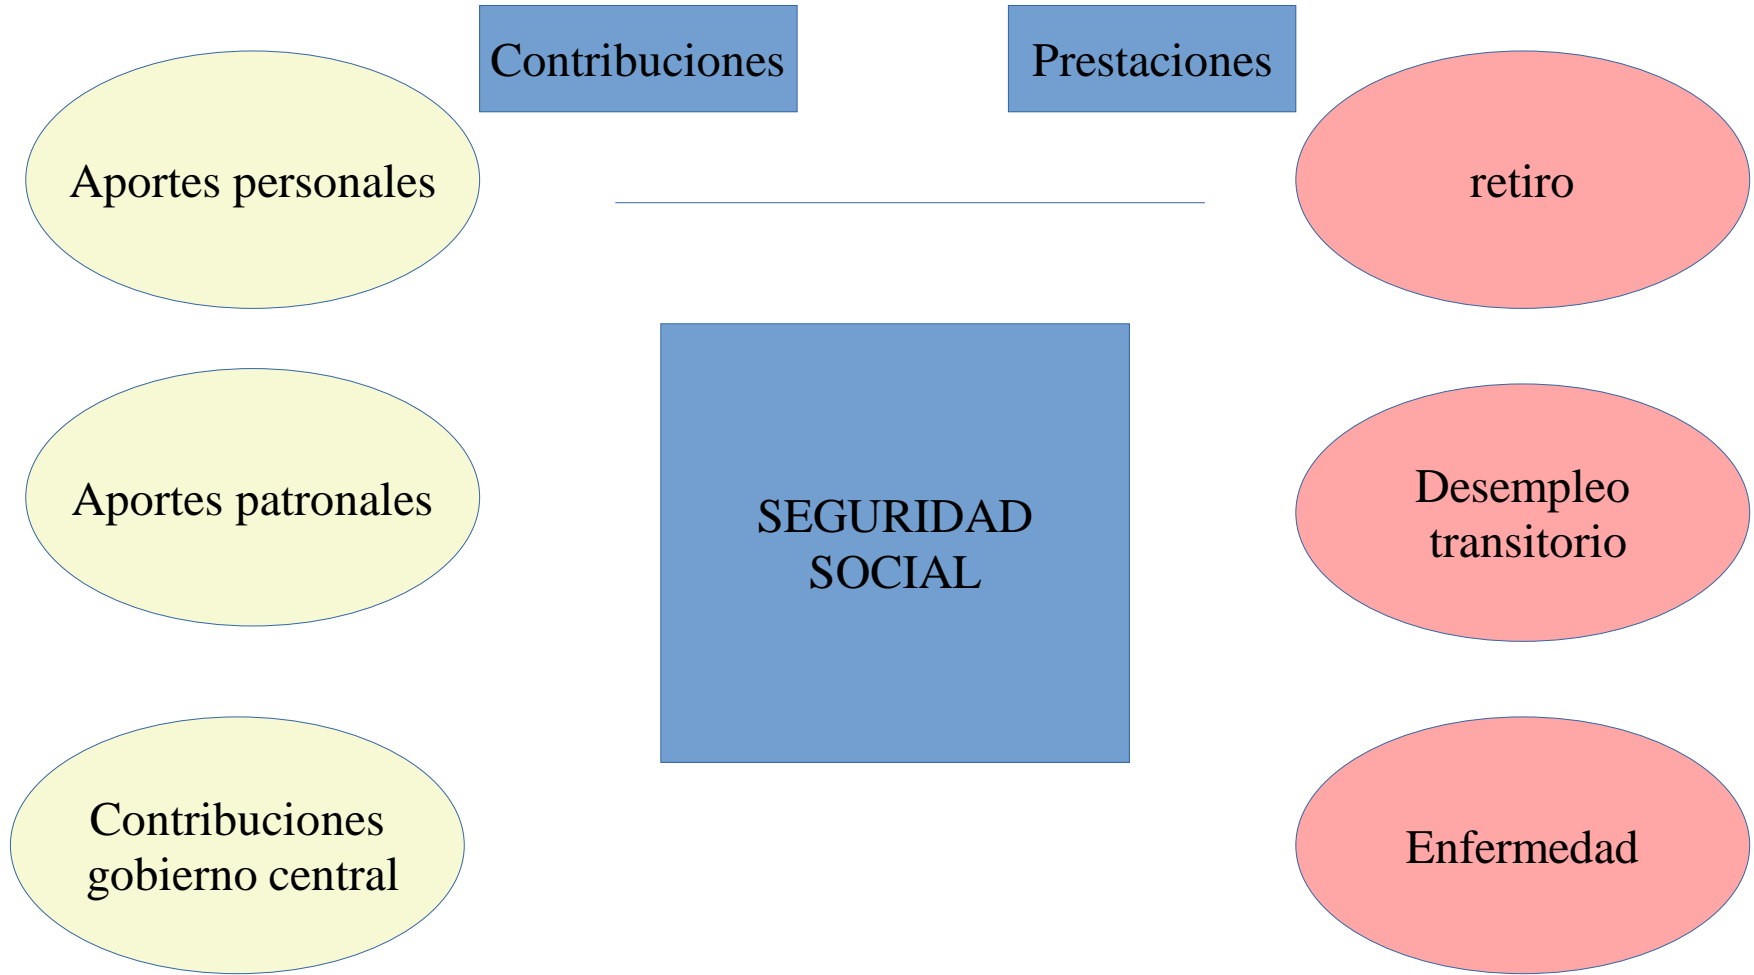 Contribuciones
Prestaciones
Aportes personales
retiro
Aportes patronales
SEGURIDAD
SOCIAL
Desempleo
transitorio
Contribuciones
gobierno central
Enfermedad